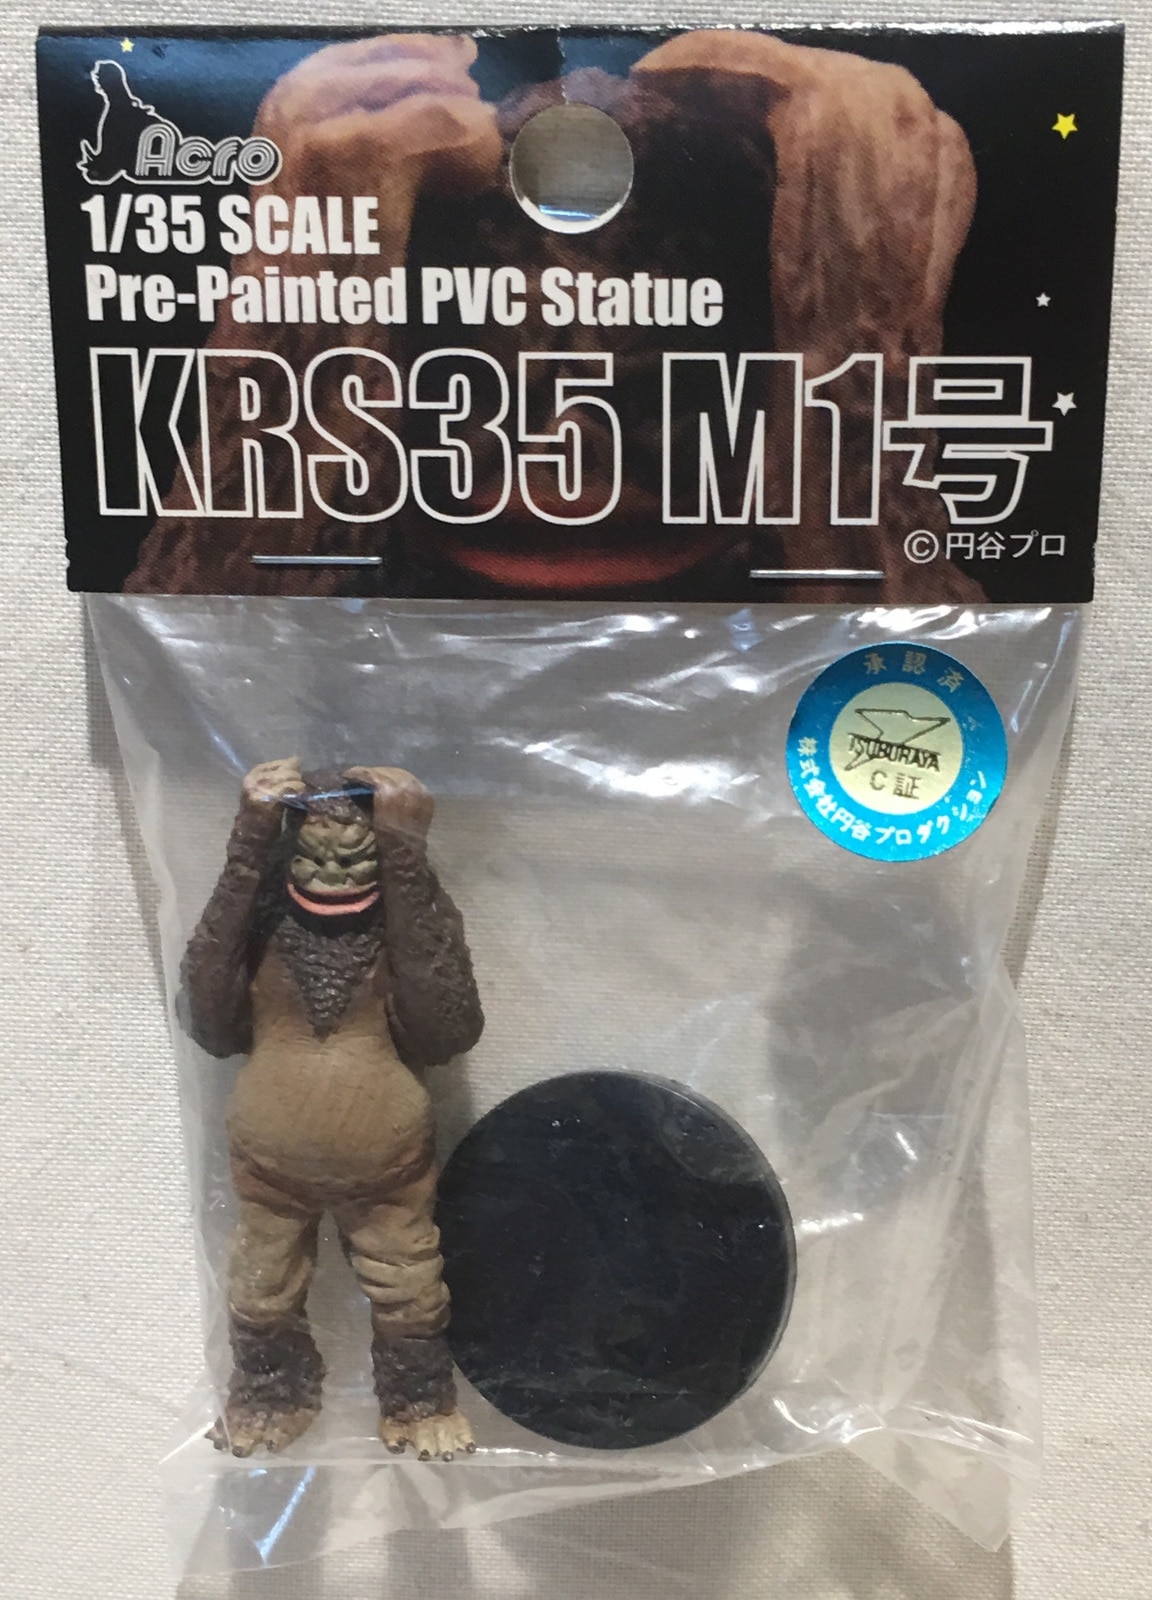 Acro
1/35 SCALE
Pre-Painted PVC Statue
KRS35 M1号
©円谷プロ
承認済
TSUBURAYA
C証
株式会社円谷プロダクション